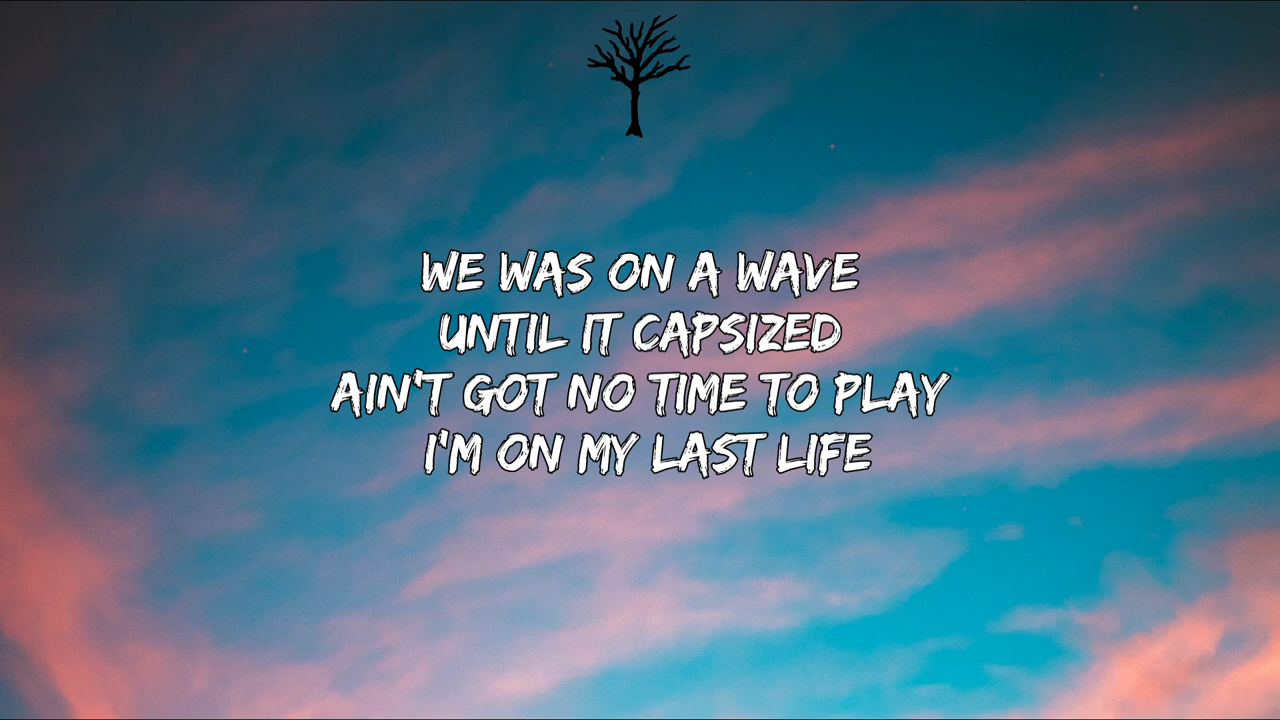 WE WAS ON A WAVE
UNTIL IT CAPSIZED
AIN'T GOT NO TIME TO PLAY
I'M ON MY LAST LIFE